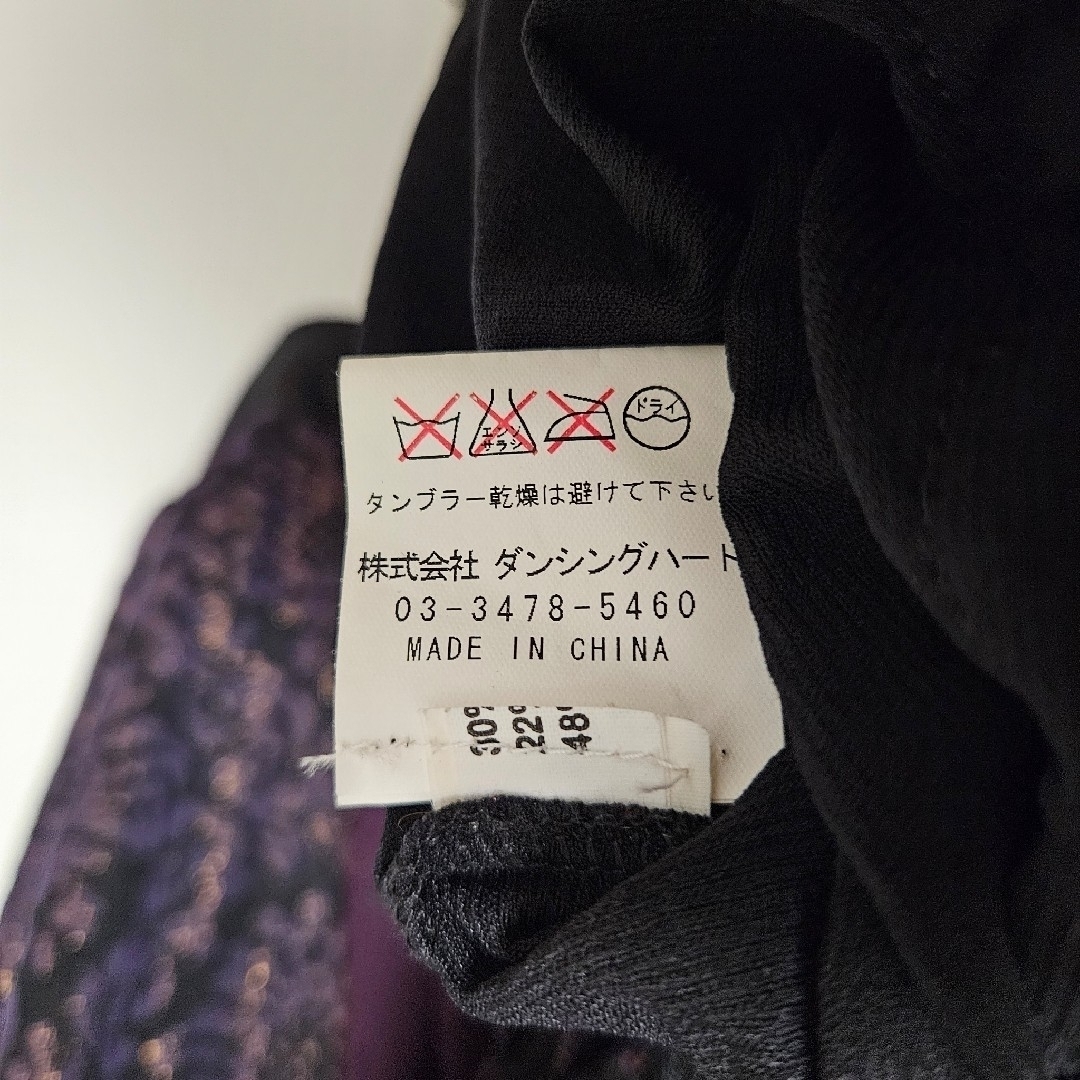 エンソ
サラシ
ドライ
タンブラー乾燥は避けて下さい
株式会社 ダンシングハート
03-3478-5460
MADE IN CHINA
22%
48%